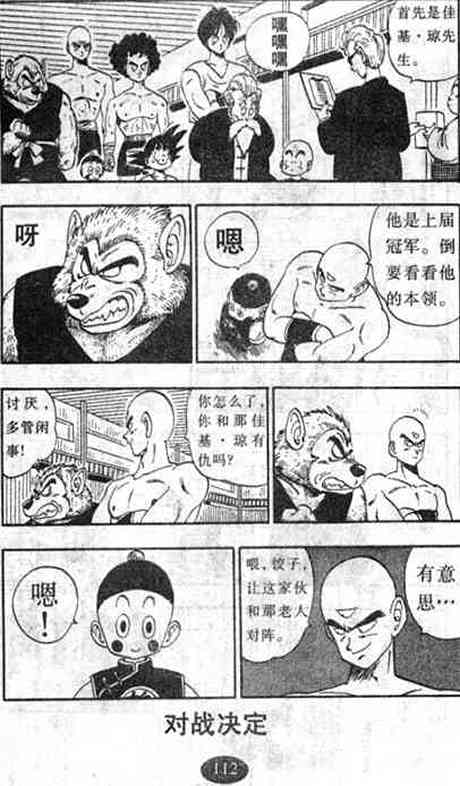 首先是佳
基·琼先
生。
嘿
嘿嘿
嘿
他是上届
冠军。倒
要看看他
的本领。
嗯
呀
你怎么了,
你和那佳
基·琼有
仇吗?
讨厌,
多管闲
事!
有意
思…
喂,饺子,
让这家伙
和那老人
对阵。
嗯!
对战决定
112